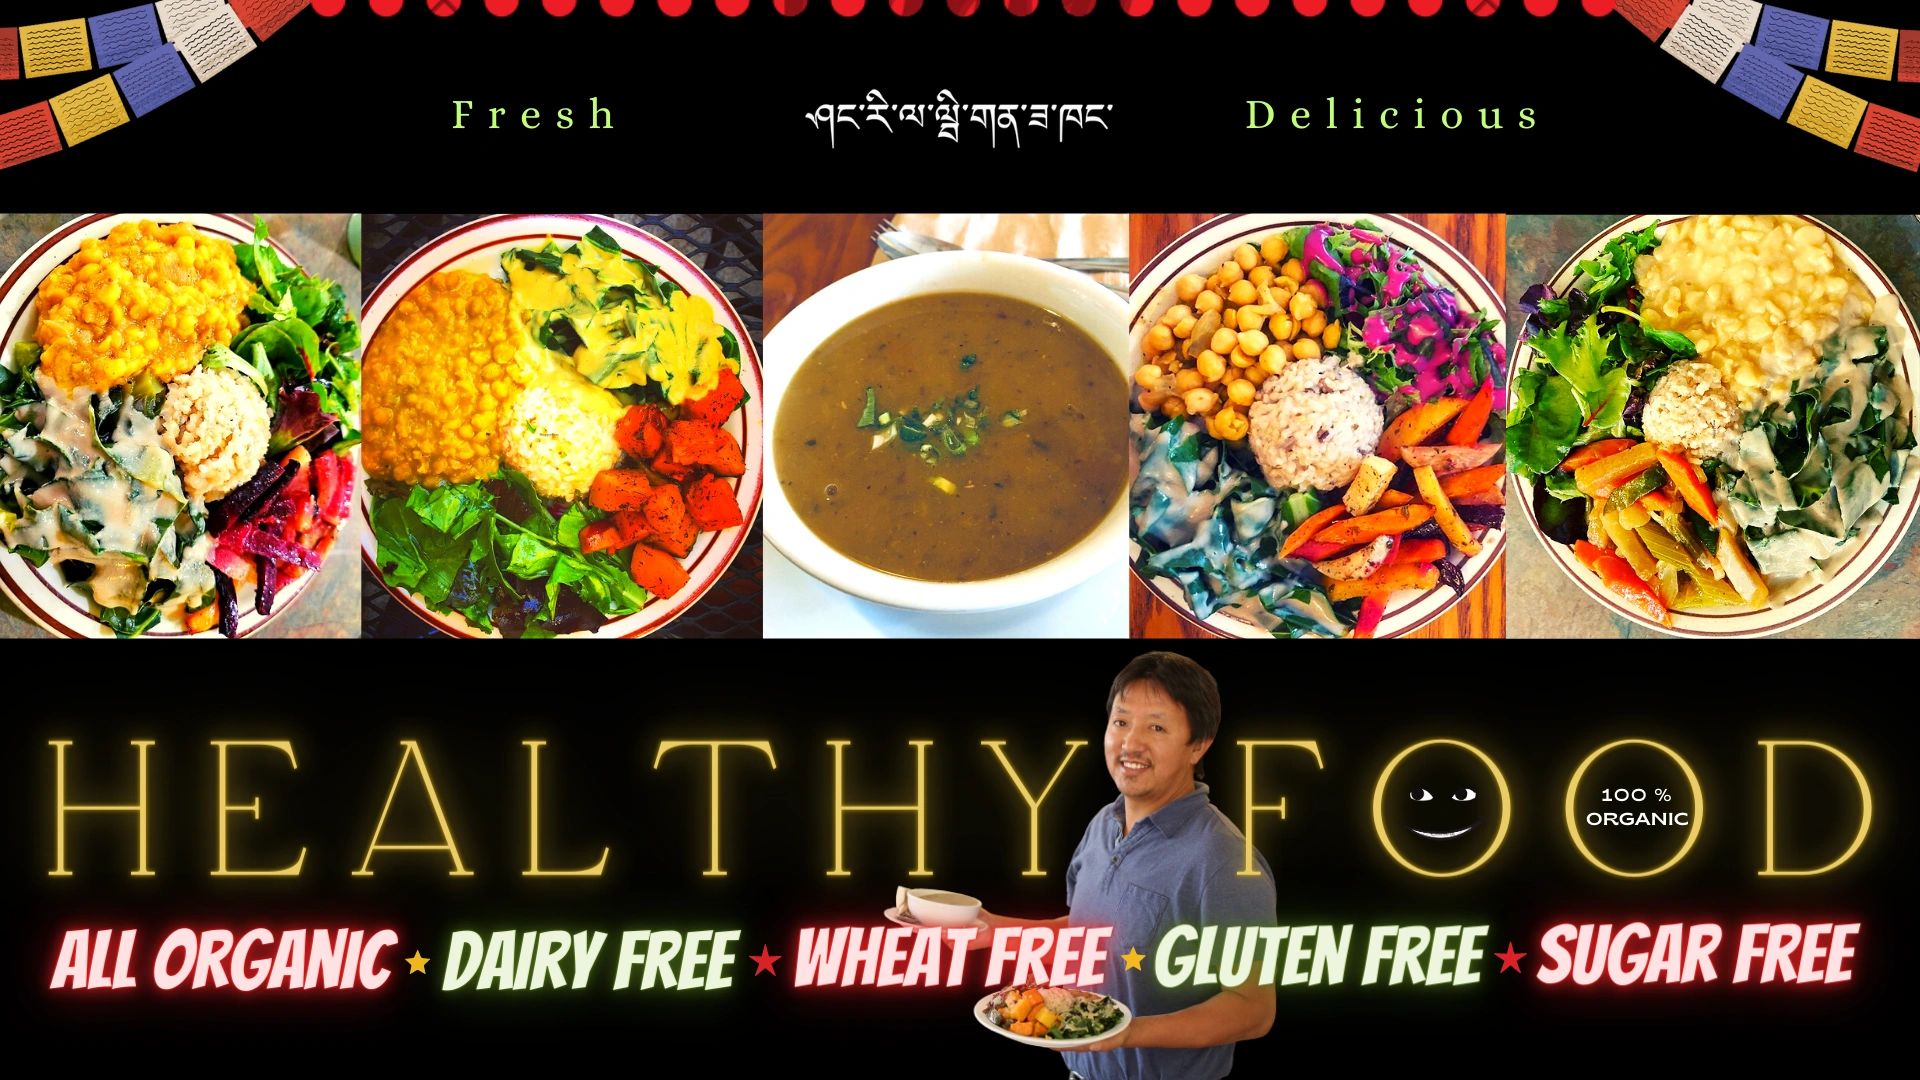 Fresh
ཤང་རི་ལ་ལྦི་གན་ཟ་ཁང་
Delicious
HEALTHY FOOD
100 %
ORGANIC
ALL ORGANIC ★ DAIRY FREE ★ WHEAT FREE ★ GLUTEN FREE ★ SUGAR FREE